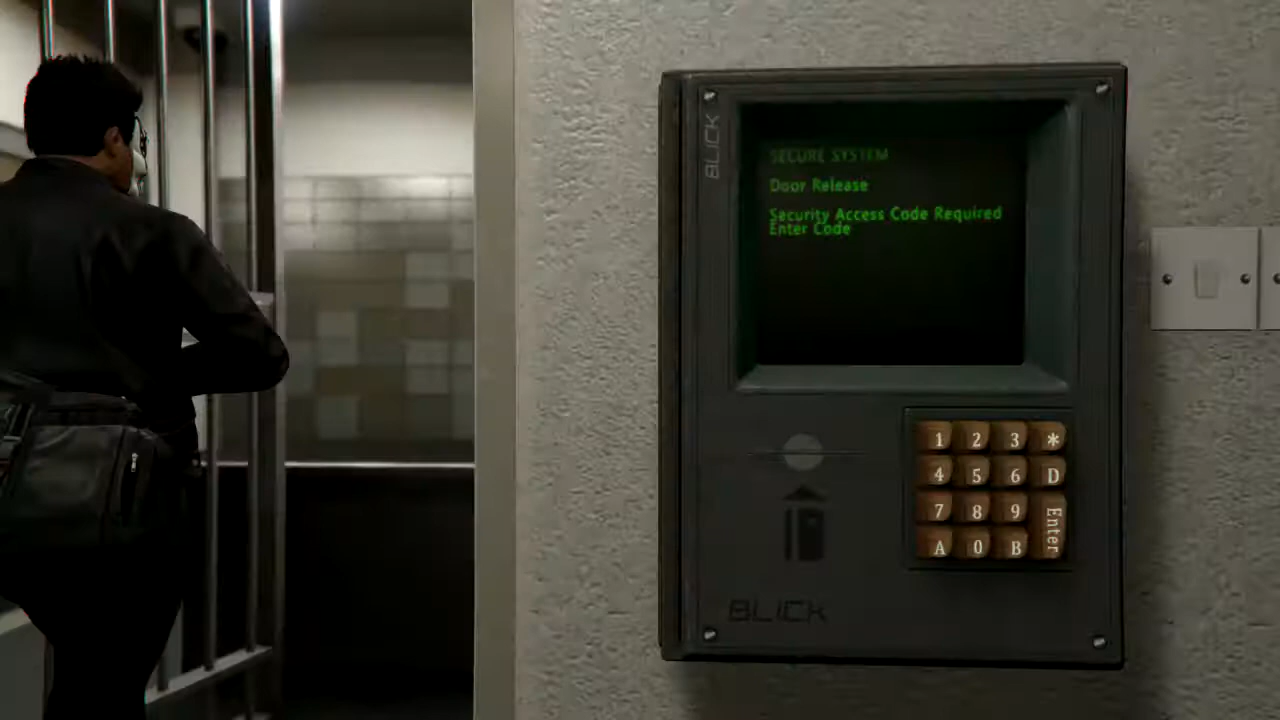 BLICK
SECURE SYSTEM
Door Release
Security Access Code Required
Enter Code
1 2 3 *
4 5 6 D
7 8 9 Enter
A 0 B
BLICK